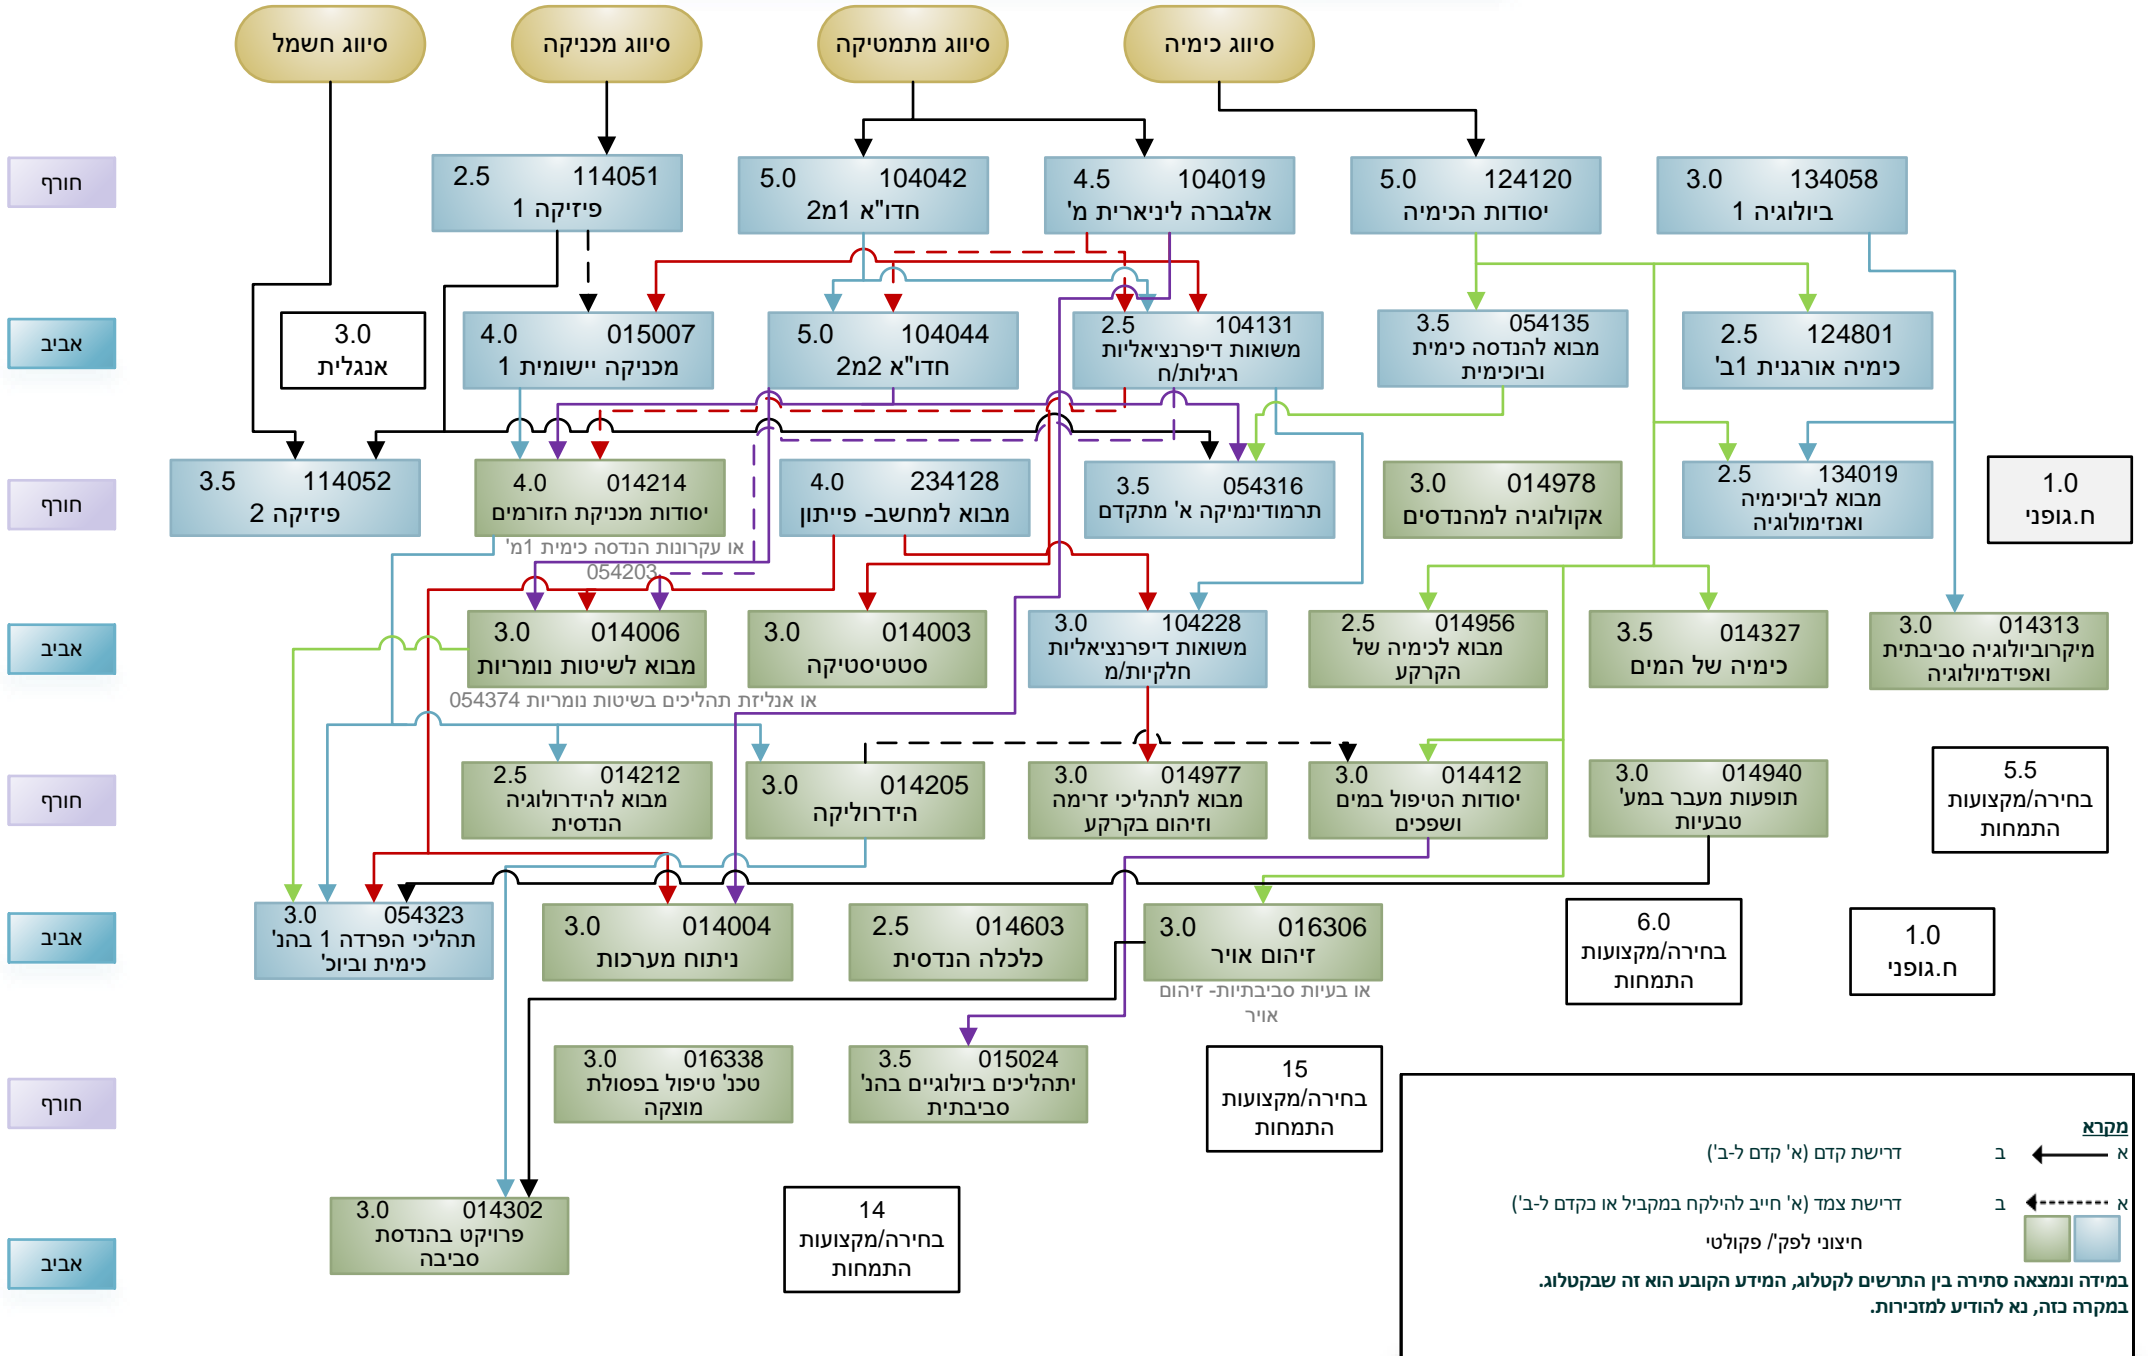 סיווג כימיה
סיווג מתמטיקה
סיווג מכניקה
סיווג חשמל
חורף
3.0 134058
ביולוגיה 1
5.0 124120
יסודות הכימיה
4.5 104019
אלגברה ליניארית מ'
5.0 104042
חדו"א 1מ2
2.5 114051
פיזיקה 1
אביב
2.5 124801
כימיה אורגנית 1ב'
3.5 054135
מבוא להנדסה כימית
וביוכימית
2.5 104131
משוואות דיפרנציאליות
רגילות/ח
5.0 104044
חדו"א 2מ2
4.0 015007
מכניקה יישומית 1
3.0
אנגלית
חורף
1.0
ח.גופני
2.5 134019
מבוא לביוכימיה
ואנזימולוגיה
3.0 014978
אקולוגיה למהנדסים
3.5 054316
תרמודינמיקה א' מתקדם
4.0 234128
מבוא למחשב- פייתון
4.0 014214
יסודות מכניקת הזורמים
או עקרונות הנדסה כימית 1מ'
054203
3.5 114052
פיזיקה 2
אביב
3.0 014313
מיקרוביולוגיה סביבתית
ואפידמיולוגיה
3.5 014327
כימיה של המים
2.5 014956
מבוא לכימיה של
הקרקע
3.0 104228
משואות דיפרנציאליות
חלקיות/מ
3.0 014003
סטטיסטיקה
3.0 014006
מבוא לשיטות נומריות
או אנליזת תהליכים בשיטות נומריות 054374
חורף
5.5
בחירה/מקצועות
התמחות
3.0 014940
תופעות מעבר במע'
טבעיות
3.0 014412
יסודות הטיפול במים
ושפכים
3.0 014977
מבוא לתהליכי זרימה
וזיהום בקרקע
3.0 014205
הידרוליקה
2.5 014212
מבוא להידרולוגיה
הנדסית
אביב
1.0
ח.גופני
6.0
בחירה/מקצועות
התמחות
3.0 016306
זיהום אויר
או בעיות סביבתיות- זיהום
אויר
2.5 014603
כלכלה הנדסית
3.0 014004
ניתוח מערכות
3.0 054323
תהליכי הפרדה 1 בהנ'
כימית וביוכ'
חורף
15
בחירה/מקצועות
התמחות
3.5 015024
יתהליכים ביולוגיים בהנ'
סביבתית
3.0 016338
טכנ' טיפול בפסולת
מוצקה
אביב
14
בחירה/מקצועות
התמחות
3.0 014302
פרויקט בהנדסת
סביבה
מקרא
א ב דרישת קדם (א' קדם ל-ב')
א ב דרישת צמד (א' חייב להילקח במקביל או כקדם ל-ב')
חיצוני לפק'/ פקולטי
במידה ונמצאה סתירה בין התרשים לקטלוג, המידע הקובע הוא זה שבקטלוג.
במקרה כזה, נא להודיע למזכירות.